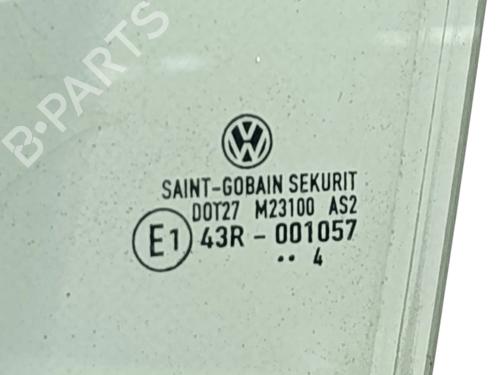 B-PARTS
SAINT-GOBAIN SEKURIT
DOT27 M23100 AS2
E1 43R - 001057
•• 4